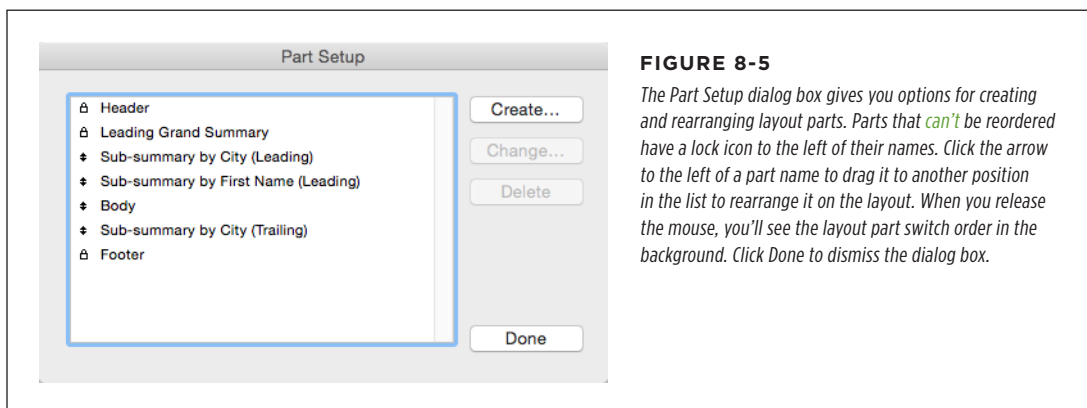 Part Setup
Header
Leading Grand Summary
Sub-summary by City (Leading)
Sub-summary by First Name (Leading)
Body
Sub-summary by City (Trailing)
Footer
Create...
Change...
Delete
Done
FIGURE 8-5
The Part Setup dialog box gives you options for creating
and rearranging layout parts. Parts that can't be reordered
have a lock icon to the left of their names. Click the arrow
to the left of a part name to drag it to another position
in the list to rearrange it on the layout. When you release
the mouse, you'll see the layout part switch order in the
background. Click Done to dismiss the dialog box.